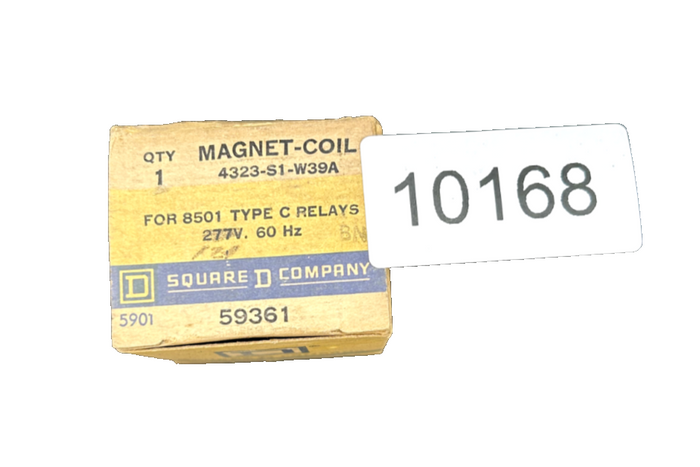 QTY MAGNET-COIL
1 4323-S1-W39A
FOR 8501 TYPE C RELAYS
277V. 60 Hz
D SQUARE D COMPANY
5901 59361
10168